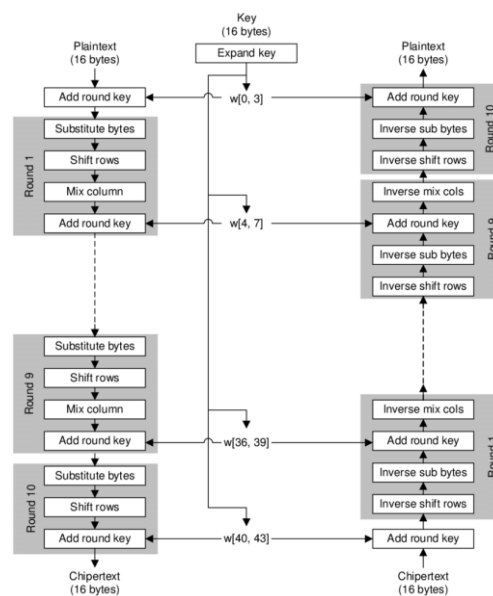 Key
(16 bytes)
Expand key
Plaintext
(16 bytes)
Add round key
Round 1
Substitute bytes
Shift rows
Mix column
Add round key
Round 9
Substitute bytes
Shift rows
Mix column
Add round key
Round 10
Substitute bytes
Shift rows
Add round key
Chipertext
(16 bytes)
w[0, 3]
w[4, 7]
w[36, 39]
w[40, 43]
Plaintext
(16 bytes)
Add round key
Inverse sub bytes
Inverse shift rows
Round 10
Inverse mix cols
Add round key
Inverse sub bytes
Inverse shift rows
Round 9
Inverse mix cols
Add round key
Inverse sub bytes
Inverse shift rows
Round 1
Add round key
Chipertext
(16 bytes)